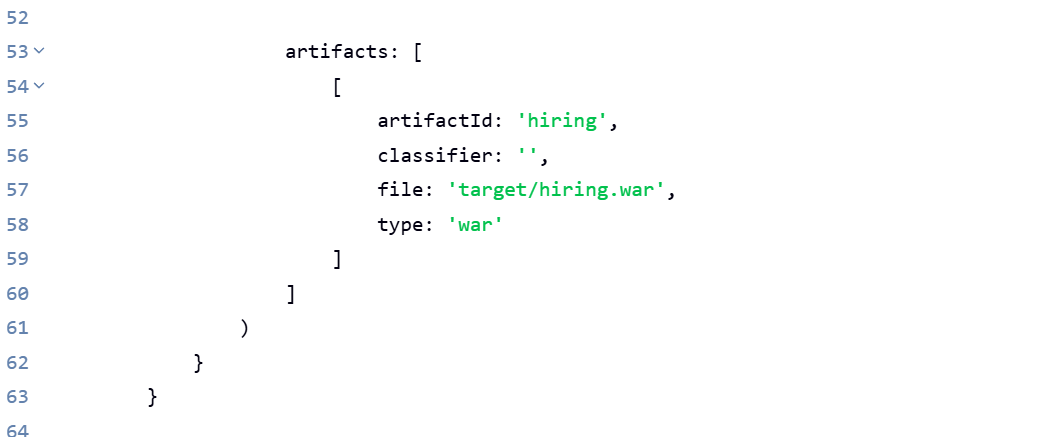 52
53 artifacts: [
54 [
55 artifactId: 'hiring',
56 classifier: '',
57 file: 'target/hiring.war',
58 type: 'war'
59 ]
60 ]
61 )
62 }
63 }
64